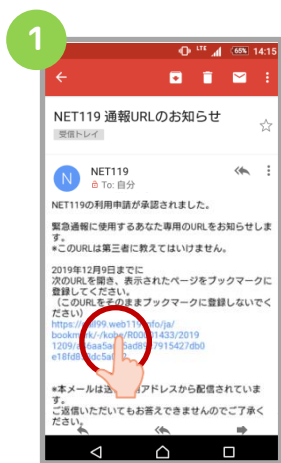 1
LTE 65% 14:15
NET119 通報URLのお知らせ
受信トレイ
N
NET119
To: 自分
NET119の利用申請が承認されました。
緊急通報に使用するあなた専用のURLをお知らせしま
す。
*このURLは第三者に教えてはいけません。
2019年12月9日までに
次のURLを開き、表示されたページをブックマークに
登録してください。
（このURLをそのままブックマークに登録しないでく
ださい）
ja/
2019
7915427db0
*本メールは アドレスから配信されていま
す。
ご返信いただいてもお答えできませんのでご了承く
ださい。